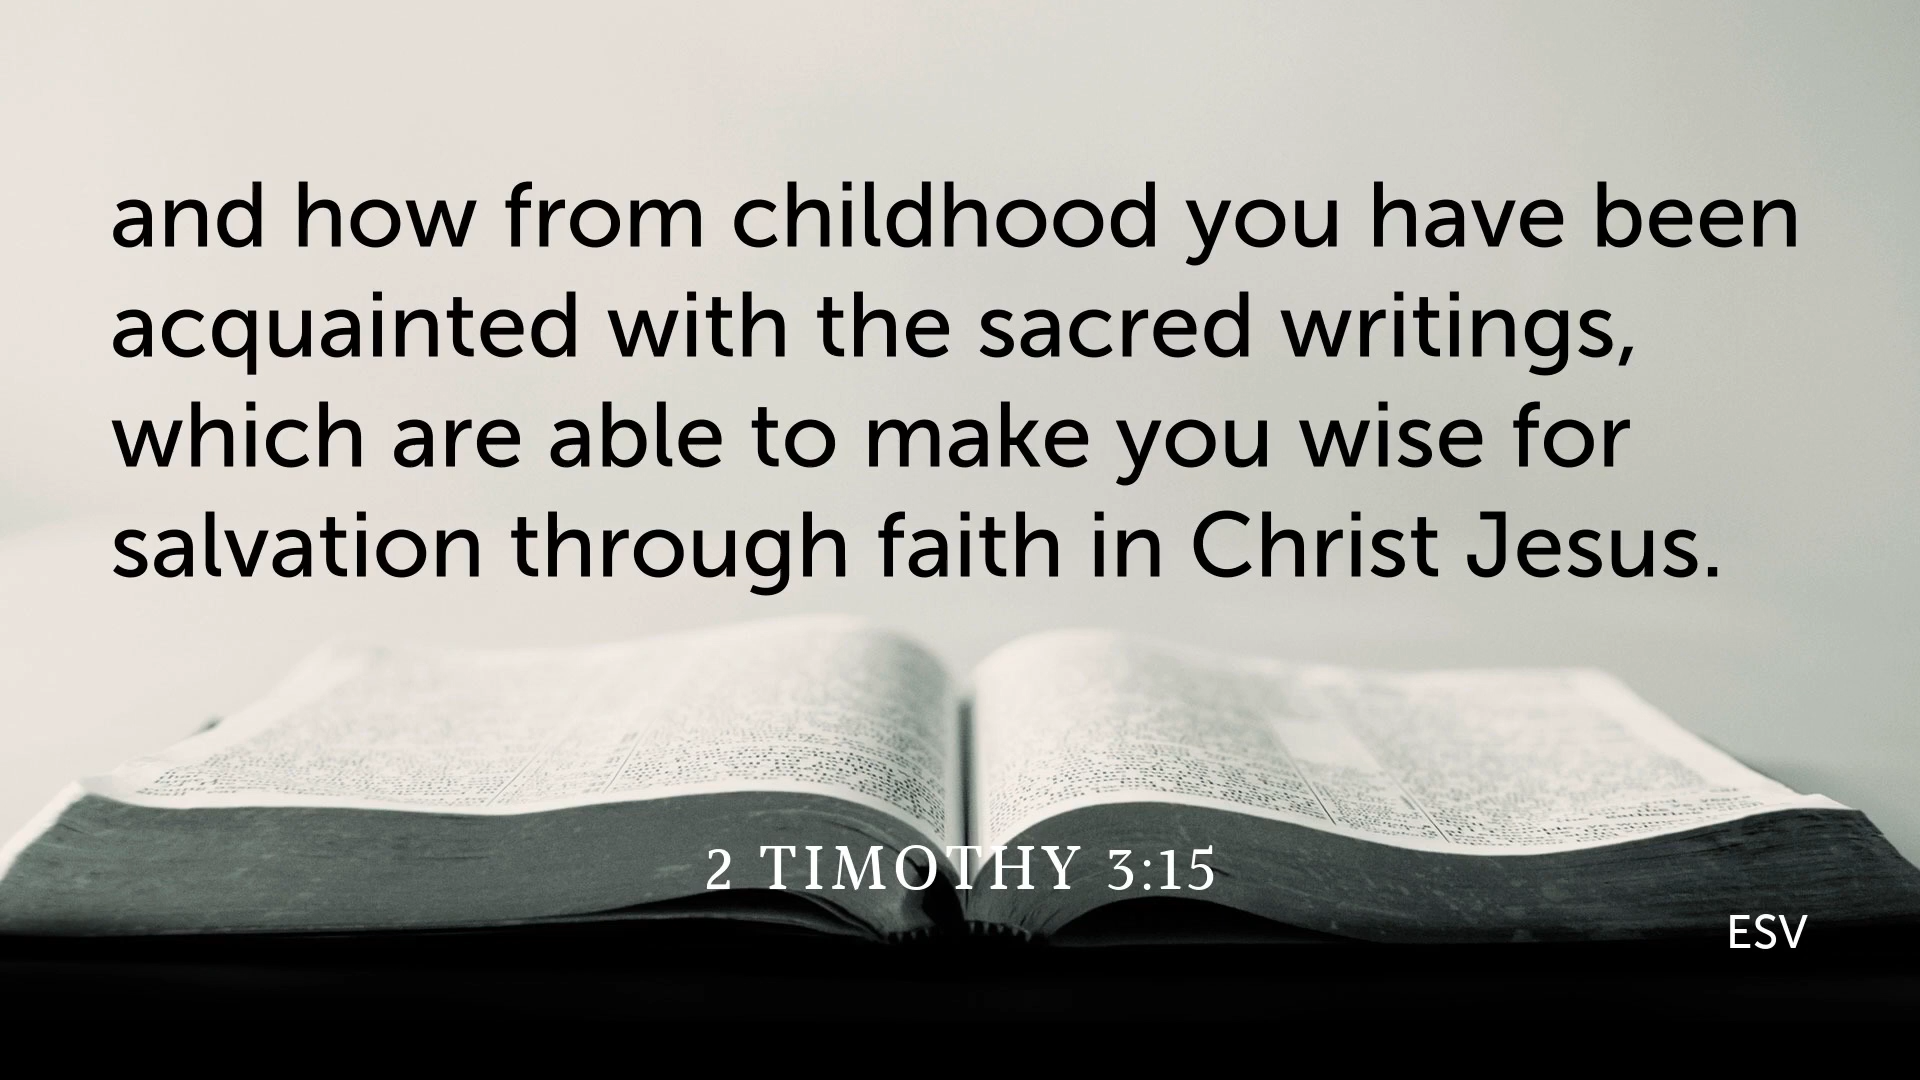 and how from childhood you have been
acquainted with the sacred writings,
which are able to make you wise for
salvation through faith in Christ Jesus.
2 TIMOTHY 3:15
ESV